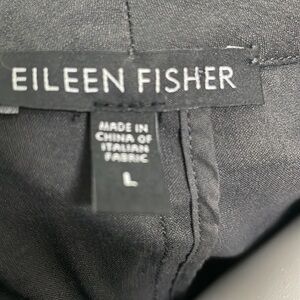 EILEEN FISHER
MADE IN
CHINA OF
ITALIAN
FABRIC
L